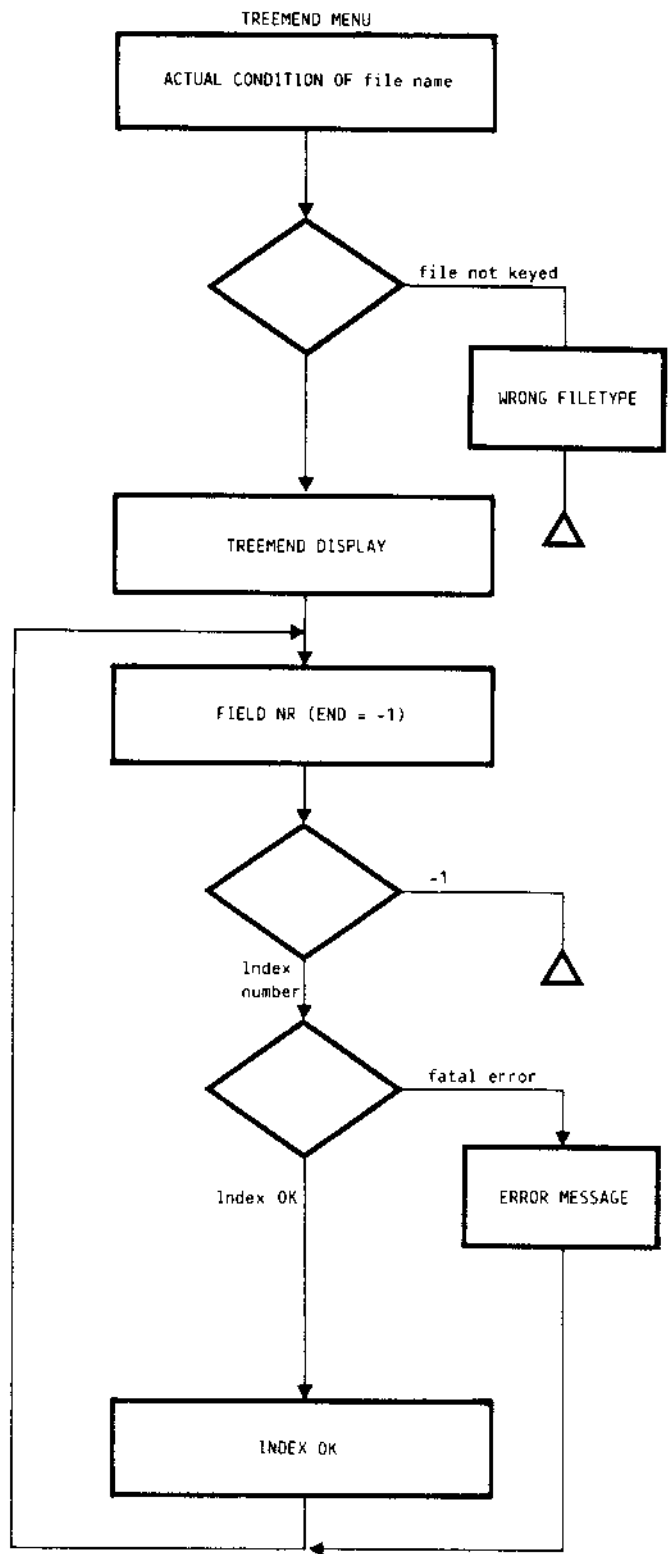 TREEMEND MENU
ACTUAL CONDITION OF file name
file not keyed
WRONG FILETYPE
TREEMEND DISPLAY
FIELD NR (END = -1)
-1
Index
number
fatal error
Index OK
ERROR MESSAGE
INDEX OK